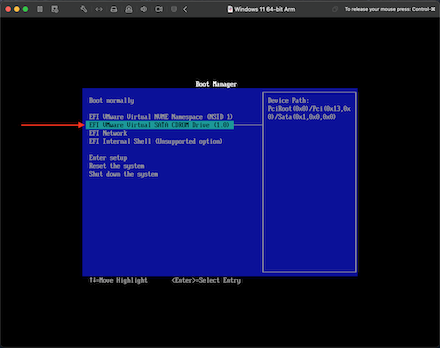 Windows 11 64-bit Arm
To release your mouse press: Control-⌘
Boot Manager
Boot normally
EFI VMware Virtual NVME Namespace (NSID 1)
EFI VMware Virtual SATA CDROM Drive (1.0)
EFI Network
EFI Internal Shell (Unsupported option)
Enter setup
Reset the system
Shut down the system
Device Path:
PciRoot(0x0)/Pci(0x13,0x
0)/Sata(0x1,0x0,0x0)
↑↓=Move Highlight
<Enter>=Select Entry